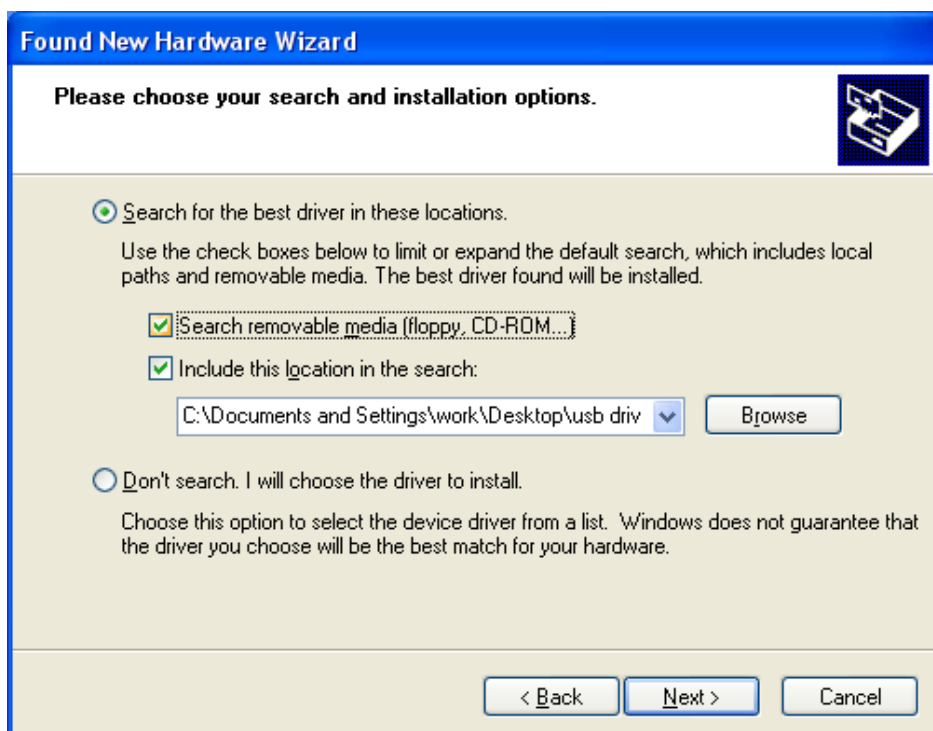 Found New Hardware Wizard
Please choose your search and installation options.
Search for the best driver in these locations.
Use the check boxes below to limit or expand the default search, which includes local
paths and removable media. The best driver found will be installed.
Search removable media (floppy, CD-ROM...)
Include this location in the search:
C:\Documents and Settings\work\Desktop\usb driv
Browse
Don't search. I will choose the driver to install.
Choose this option to select the device driver from a list. Windows does not guarantee that
the driver you choose will be the best match for your hardware.
< Back Next > Cancel